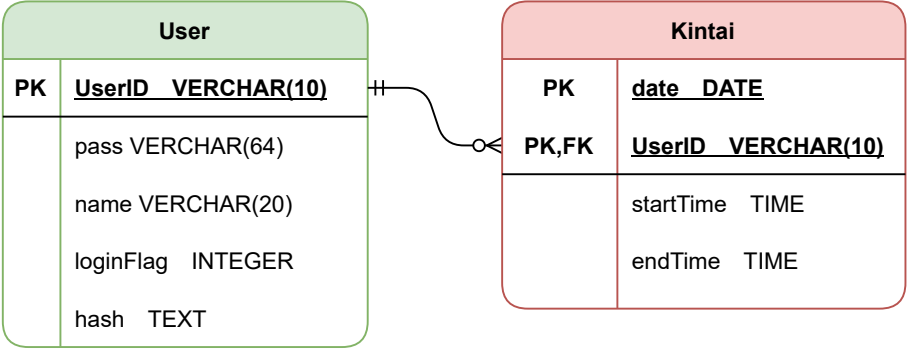 User
PK UserID VERCHAR(10)
pass VERCHAR(64)
name VERCHAR(20)
loginFlag INTEGER
hash TEXT
Kintai
PK date DATE
PK,FK UserID VERCHAR(10)
startTime TIME
endTime TIME